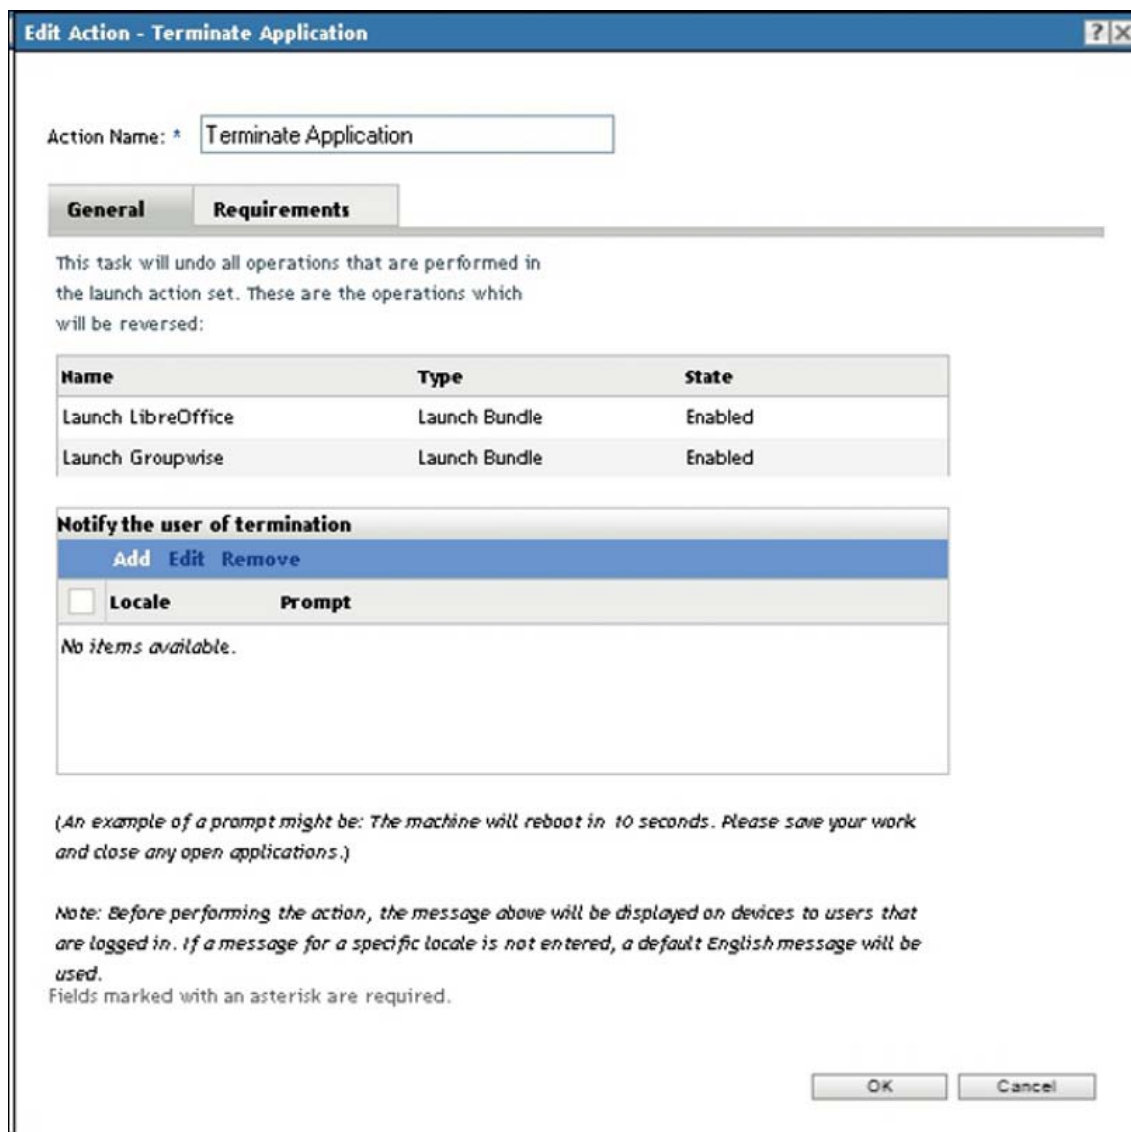 Edit Action - Terminate Application ? X
Action Name: * Terminate Application
General Requirements
This task will undo all operations that are performed in
the launch action set. These are the operations which
will be reversed:
Name Type State
Launch LibreOffice Launch Bundle Enabled
Launch Groupwise Launch Bundle Enabled
Notify the user of termination
Add Edit Remove
Locale Prompt
No items available.
(An example of a prompt might be: The machine will reboot in 10 seconds. Please save your work
and close any open applications.)
Note: Before performing the action, the message above will be displayed on devices to users that
are logged in. If a message for a specific locale is not entered, a default English message will be
used.
Fields marked with an asterisk are required.
OK Cancel